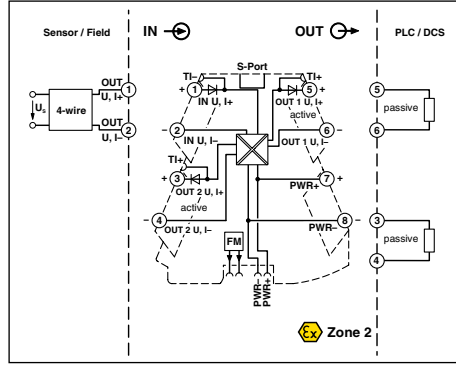 Sensor / Field
IN
OUT
PLC / DCS
S-Port
OUT
U, I+
1
Us
4-wire
OUT
U, I–
2
TI–
+
1
IN U, I+
TI+
5
+
OUT 1 U, I+
active
–
2
IN U, I–
6
–
OUT 1 U, I–
TI+
+
3
OUT 2 U, I+
active
7
+
PWR+
–
4
OUT 2 U, I–
8
–
PWR–
FM
PWR–
PWR+
5
passive
6
3
passive
4
Ex
Zone 2